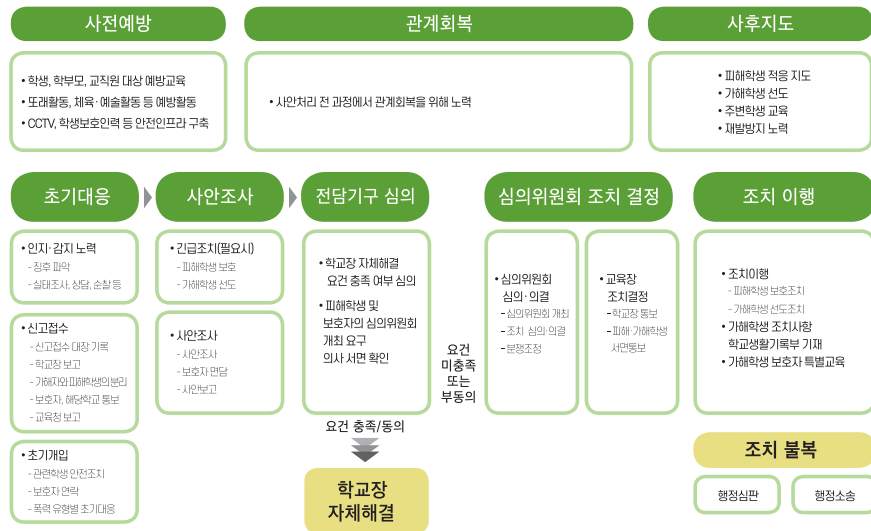 사전예방
관계회복
사후지도
• 학생, 학부모, 교직원 대상 예방교육
• 또래활동, 체육·예술활동 등 예방활동
• CCTV, 학생보호인력 등 안전인프라 구축
• 사안처리 전 과정에서 관계회복을 위해 노력
• 피해학생 적응 지도
• 가해학생 선도
• 주변학생 교육
• 재발방지 노력
초기대응
사안조사
전담기구 심의
심의위원회 조치 결정
조치 이행
• 인지·감지 노력
- 징후 파악
- 실태조사, 상담, 순찰 등
• 신고접수
- 신고접수 대장 기록
- 학교장 보고
- 가해자와 피해학생의 분리
- 보호자, 해당학교 통보
- 교육청 보고
• 초기개입
- 관련학생 안전조치
- 보호자 연락
- 폭력 유형별 초기대응
• 긴급조치(필요시)
- 피해학생 보호
- 가해학생 선도
• 사안조사
- 사안조사
- 보호자 면담
- 사안보고
• 학교장 자체해결
요건 충족 여부 심의
• 피해학생 및
보호자의 심의위원회
개최 요구
의사 서면 확인
요건 충족/동의
학교장
자체해결
요건
미충족
또는
부동의
• 심의위원회
심의·의결
- 심의위원회 개최
- 조치 심의·의결
- 분쟁조정
• 교육장
조치결정
- 학교장 통보
- 피해·가해학생
서면통보
• 조치이행
- 피해학생 보호조치
- 가해학생 선도조치
• 가해학생 조치사항
학교생활기록부 기재
• 가해학생 보호자 특별교육
조치 불복
행정심판
행정소송